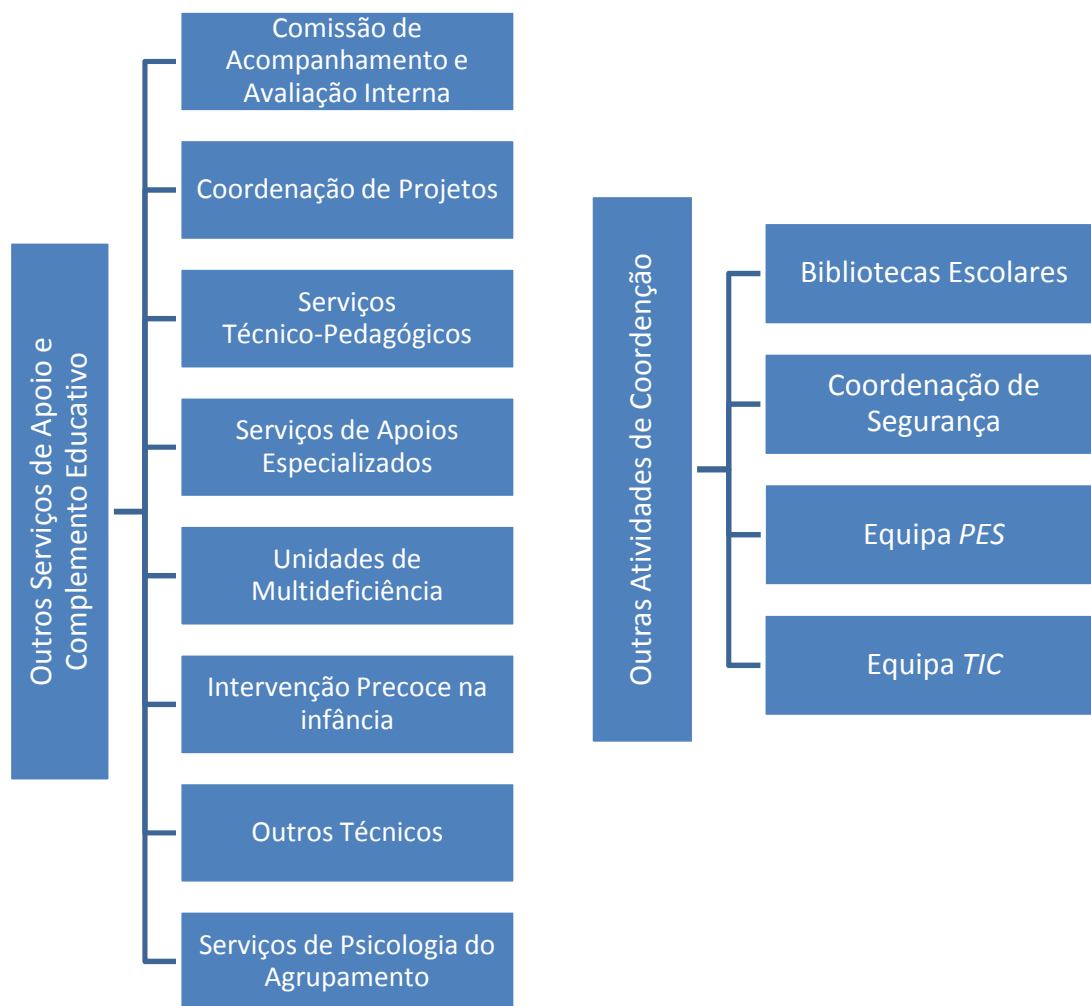 Outros Serviços de Apoio e
Complemento Educativo
Comissão de
Acompanhamento e
Avaliação Interna
Coordenação de Projetos
Serviços
Técnico-Pedagógicos
Serviços de Apoios
Especializados
Unidades de
Multideficiência
Intervenção Precoce na
infância
Outros Técnicos
Serviços de Psicologia do
Agrupamento
Outras Atividades de Coordenção
Bibliotecas Escolares
Coordenação de
Segurança
Equipa PES
Equipa TIC